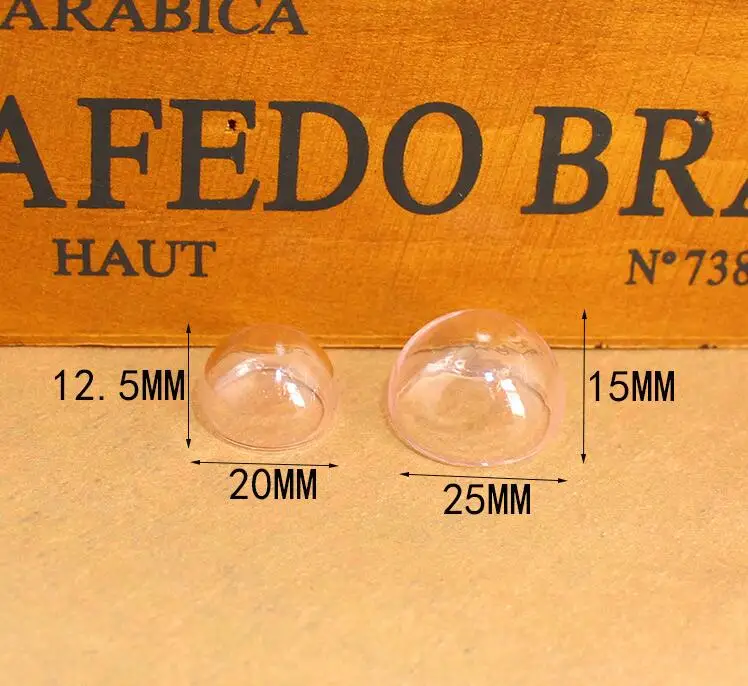 ARABICA
AFEDO BRA
HAUT
N° 738
12.5MM
15MM
20MM
25MM